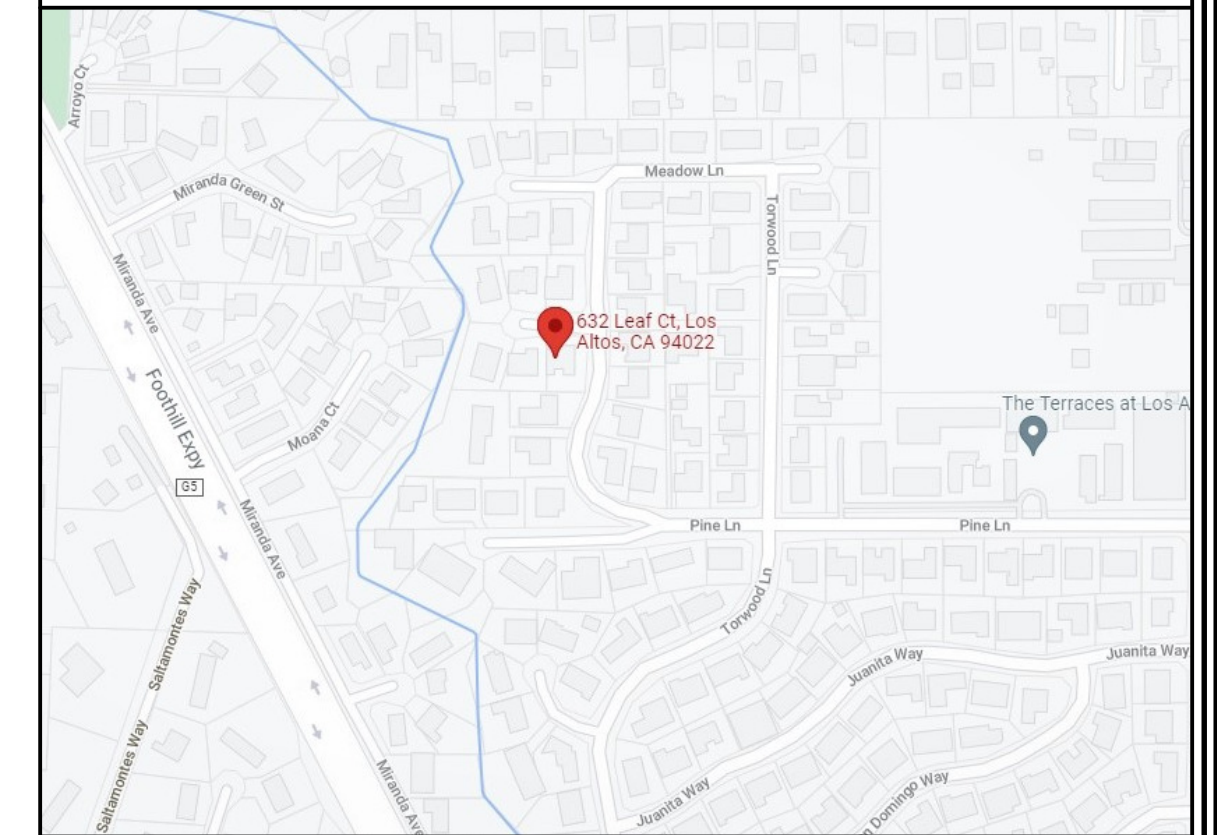 Arroyo Ct
Miranda Green St
Meadow Ln
Torwood Ln
Miranda Ave
632 Leaf Ct, Los
Altos, CA 94022
Foothill Expy
Moana Ct
The Terraces at Los A
G5
Miranda Ave
Pine Ln
Pine Ln
Torwood Ln
Saltamontes Way
Juanita Way
Juanita Way
Saltamontes Way
Miranda Ave
Juanita Way
n Domingo Way